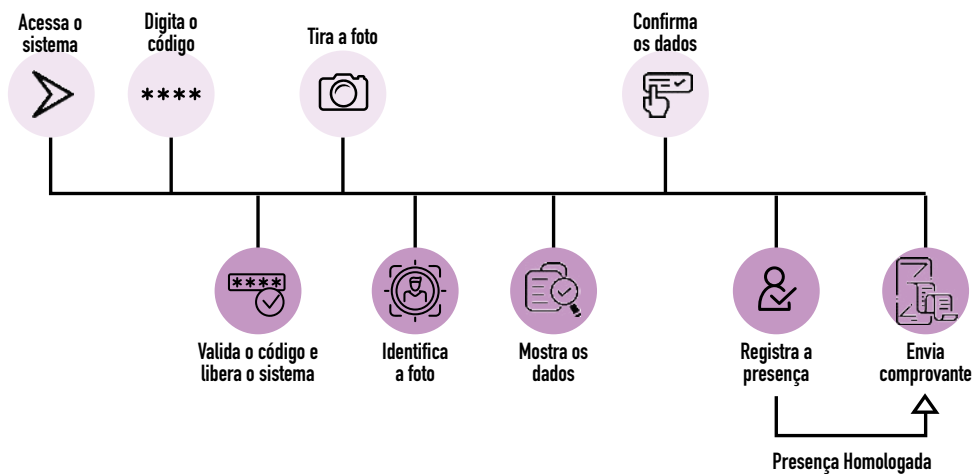 Acessa o
sistema
Digita o
código
****
Tira a foto
Confirma
os dados
****
Valida o código e
libera o sistema
Identifica
a foto
Mostra os
dados
Registra a
presença
Envia
comprovante
Presença Homologada